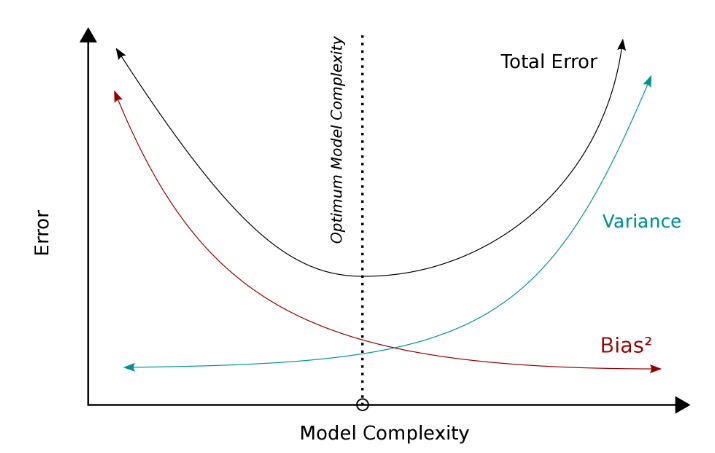 Optimum Model Complexity
Total Error
Variance
Error
Bias²
Model Complexity